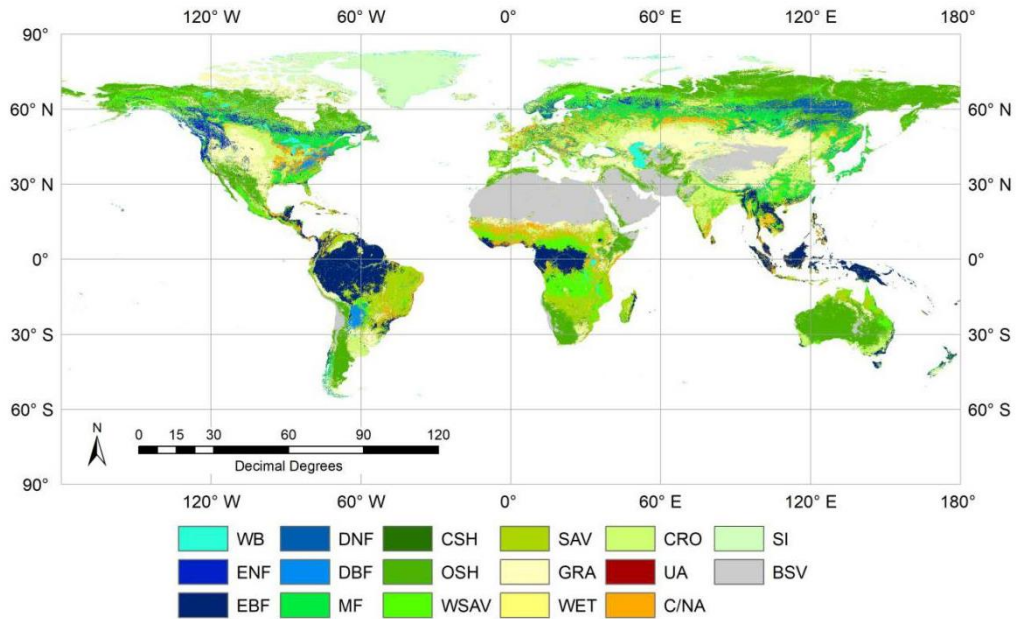 120° W 60° W 0° 60° E 120° E 180°
90°
60° N 60° N
30° N 30° N
0° 0°
30° S 30° S
60° S 60° S
N
0 15 30 60 90 120
Decimal Degrees
90°
120° W 60° W 0° 60° E 120° E 180°
WB DNF CSH SAV CRO SI
ENF DBF OSH GRA UA BSV
EBF MF WSAV WET C/NA